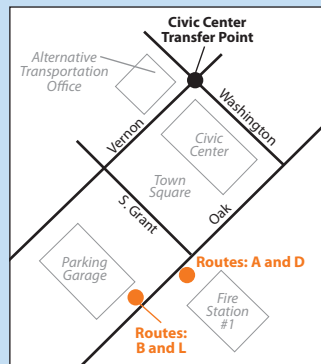 Civic Center
Transfer Point
Alternative
Transportation
Office
Washington
Vernon
Civic
Center
Town
Square
Oak
S. Grant
Parking
Garage
Routes: A and D
Fire
Station
#1
Routes:
B and L